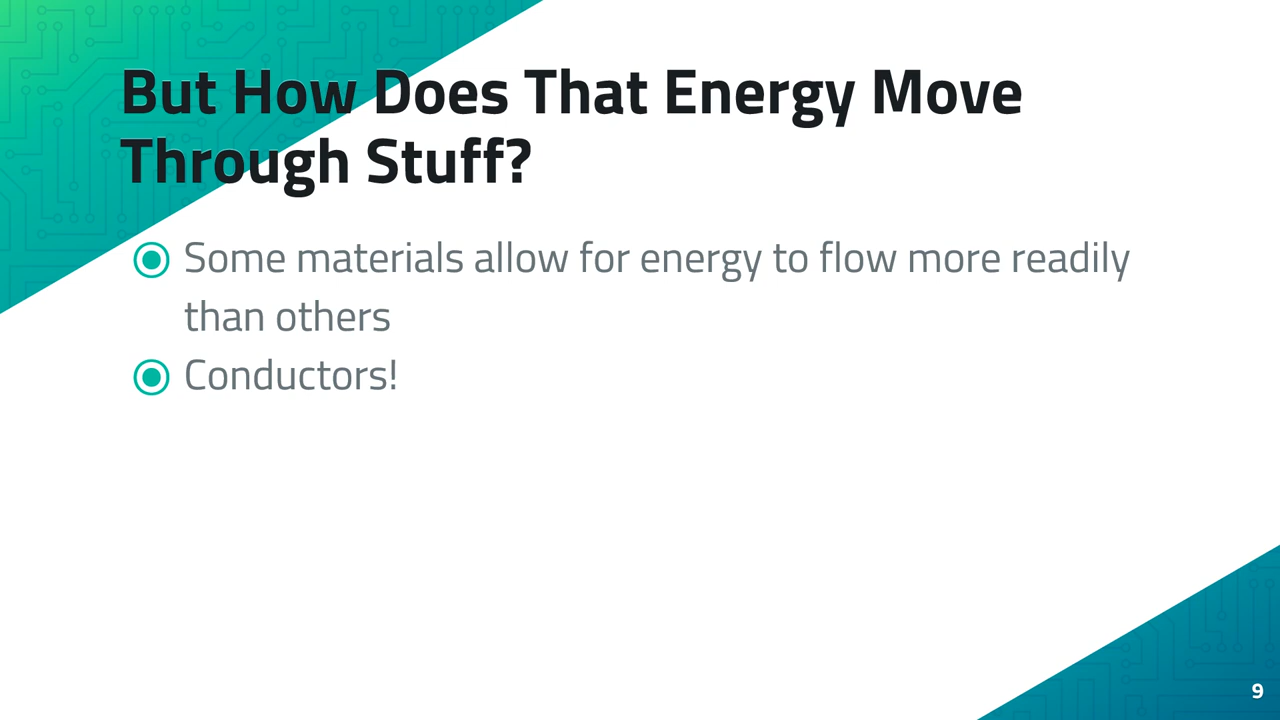 But How Does That Energy Move
Through Stuff?
Some materials allow for energy to flow more readily
than others
Conductors!
9